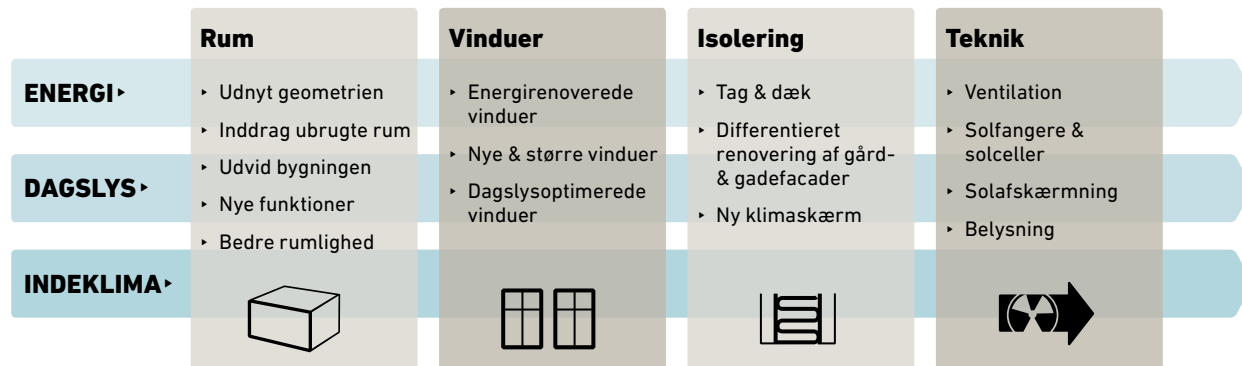 Rum
Vinduer
Isolering
Teknik
ENERGI▸
DAGSLYS▸
INDEKLIMA▸
▸ Udnyt geometrien
▸ Inddrag ubrugte rum
▸ Udvid bygningen
▸ Nye funktioner
▸ Bedre rumlighed
▸ Energirenoverede
vinduer
▸ Nye & større vinduer
▸ Dagslysoptimerede
vinduer
▸ Tag & dæk
▸ Differentieret
renovering af gård-
& gadefacader
▸ Ny klimaskærm
▸ Ventilation
▸ Solfangere &
solceller
▸ Solafskærmning
▸ Belysning